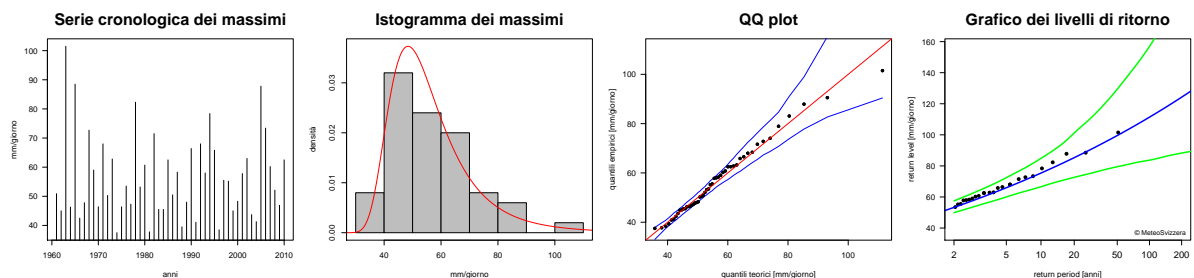 Serie cronologica dei massimi
mm/giorno
100
90
80
70
60
50
40
1960 1970 1980 1990 2000 2010
anni
Istogramma dei massimi
densità
0.03
0.02
0.01
0.00
40 60 80 100
mm/giorno
QQ plot
quantili empirici [mm/giorno]
100
80
60
40
40 60 80 100
quantili teorici [mm/giorno]
Grafico dei livelli di ritorno
return level [mm/giorno]
160
140
120
100
80
60
40
© MeteoSvizzera
2 5 10 20 50 100 200
return period [anni]